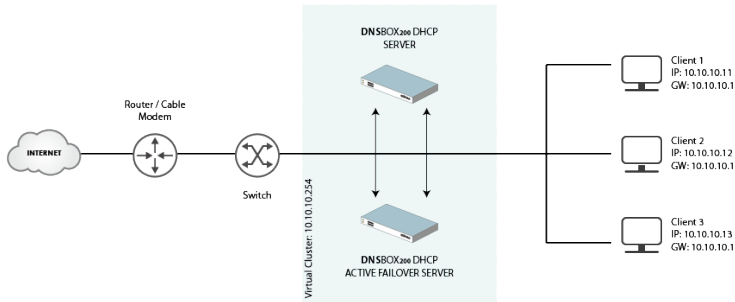 DNSBOX200 DHCP
SERVER
Client 1
IP: 10.10.10.11
GW: 10.10.10.1
Router / Cable
Modem
INTERNET
Switch
Client 2
IP: 10.10.10.12
GW: 10.10.10.1
Virtual Cluster: 10.10.10.254
Client 3
IP: 10.10.10.13
GW: 10.10.10.1
DNSBOX200 DHCP
ACTIVE FAILOVER SERVER